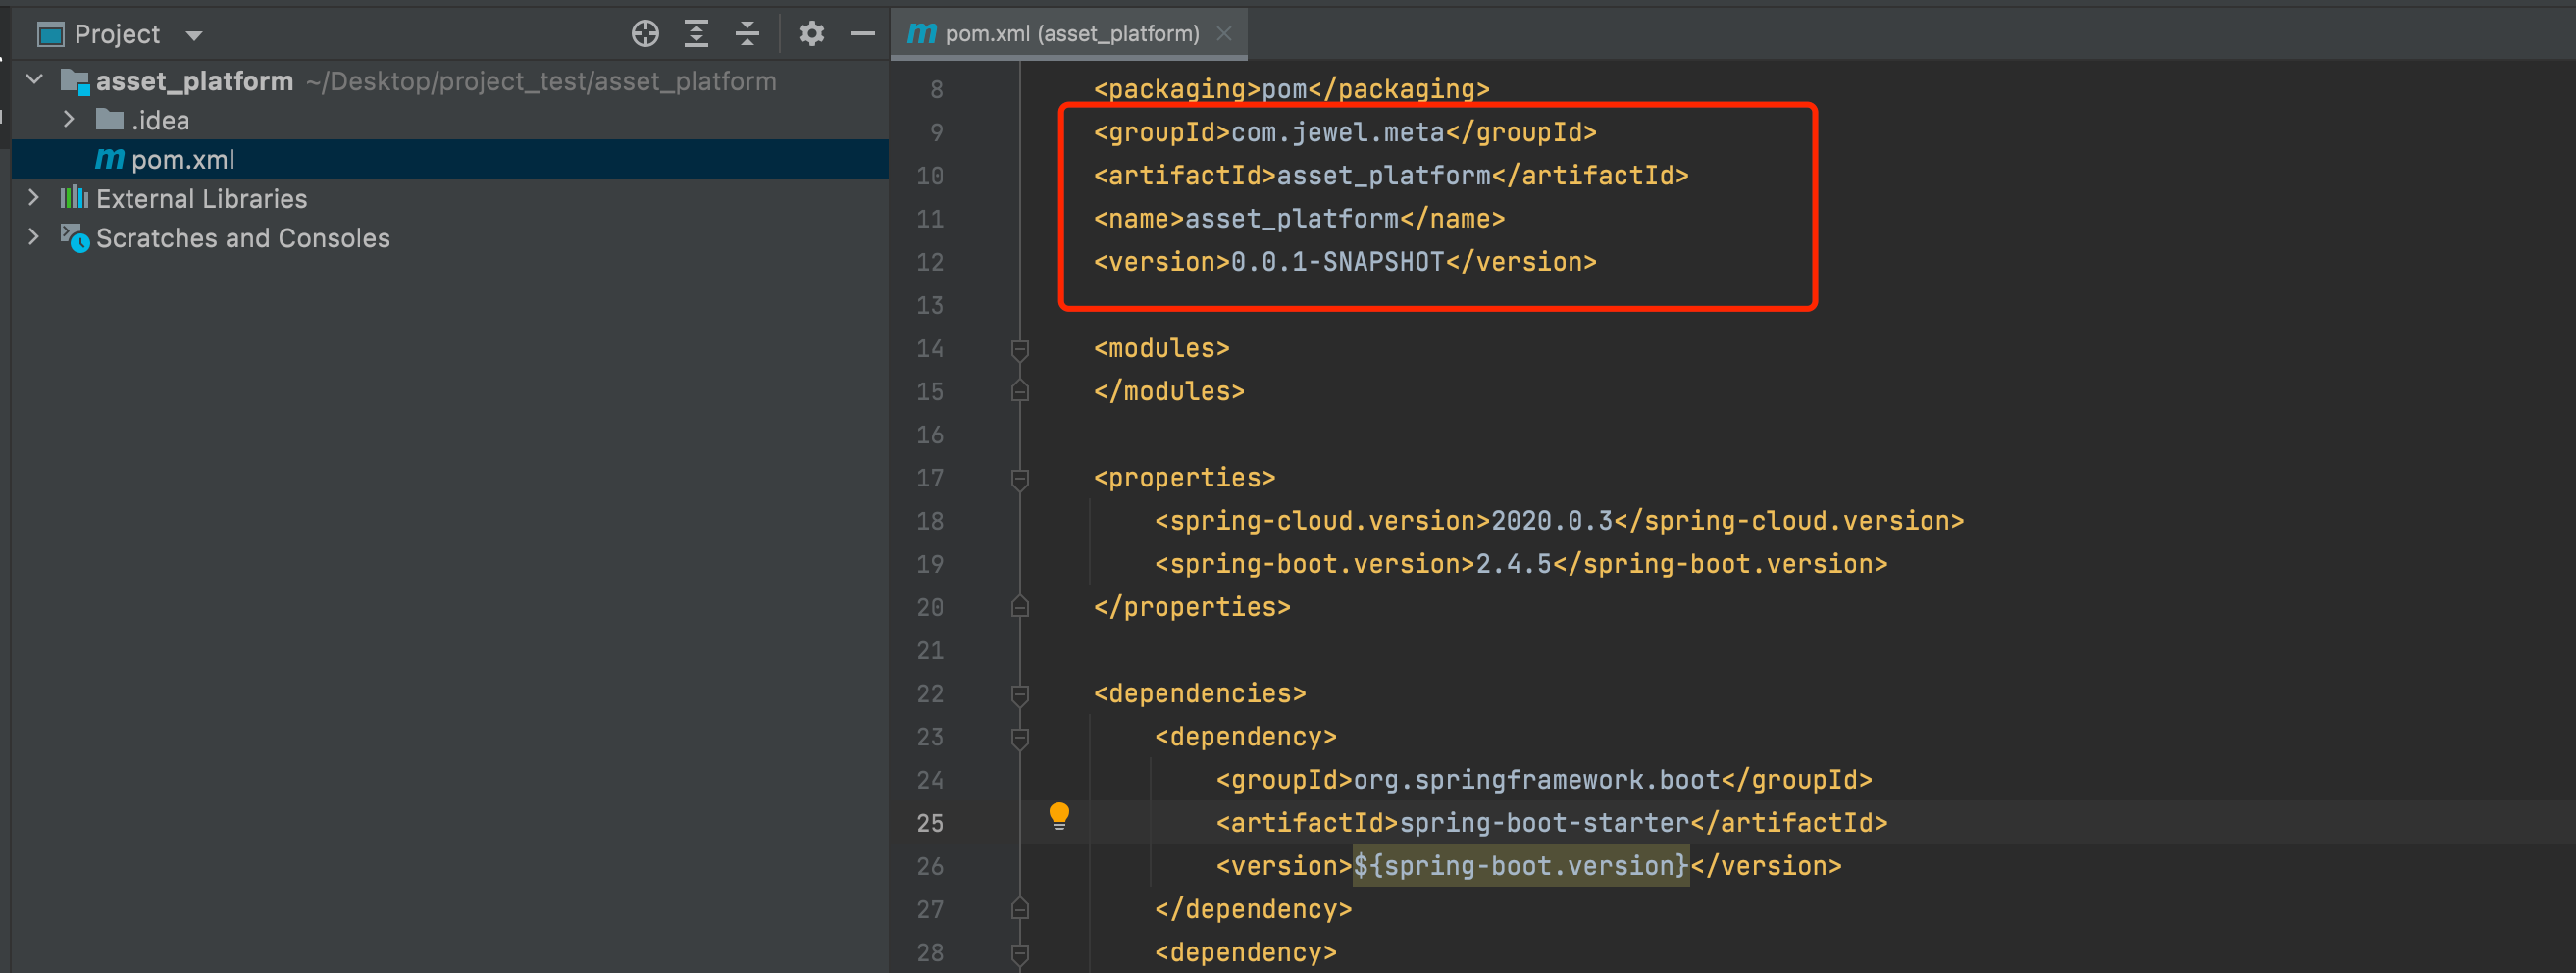 Project
asset_platform ~/Desktop/project_test/asset_platform
.idea
pom.xml
External Libraries
Scratches and Consoles
pom.xml (asset_platform)
8 <packaging>pom</packaging>
9 <groupId>com.jewel.meta</groupId>
10 <artifactId>asset_platform</artifactId>
11 <name>asset_platform</name>
12 <version>0.0.1-SNAPSHOT</version>
13
14 <modules>
15 </modules>
16
17 <properties>
18 <spring-cloud.version>2020.0.3</spring-cloud.version>
19 <spring-boot.version>2.4.5</spring-boot.version>
20 </properties>
21
22 <dependencies>
23 <dependency>
24 <groupId>org.springframework.boot</groupId>
25 <artifactId>spring-boot-starter</artifactId>
26 <version>${spring-boot.version}</version>
27 </dependency>
28 <dependency>